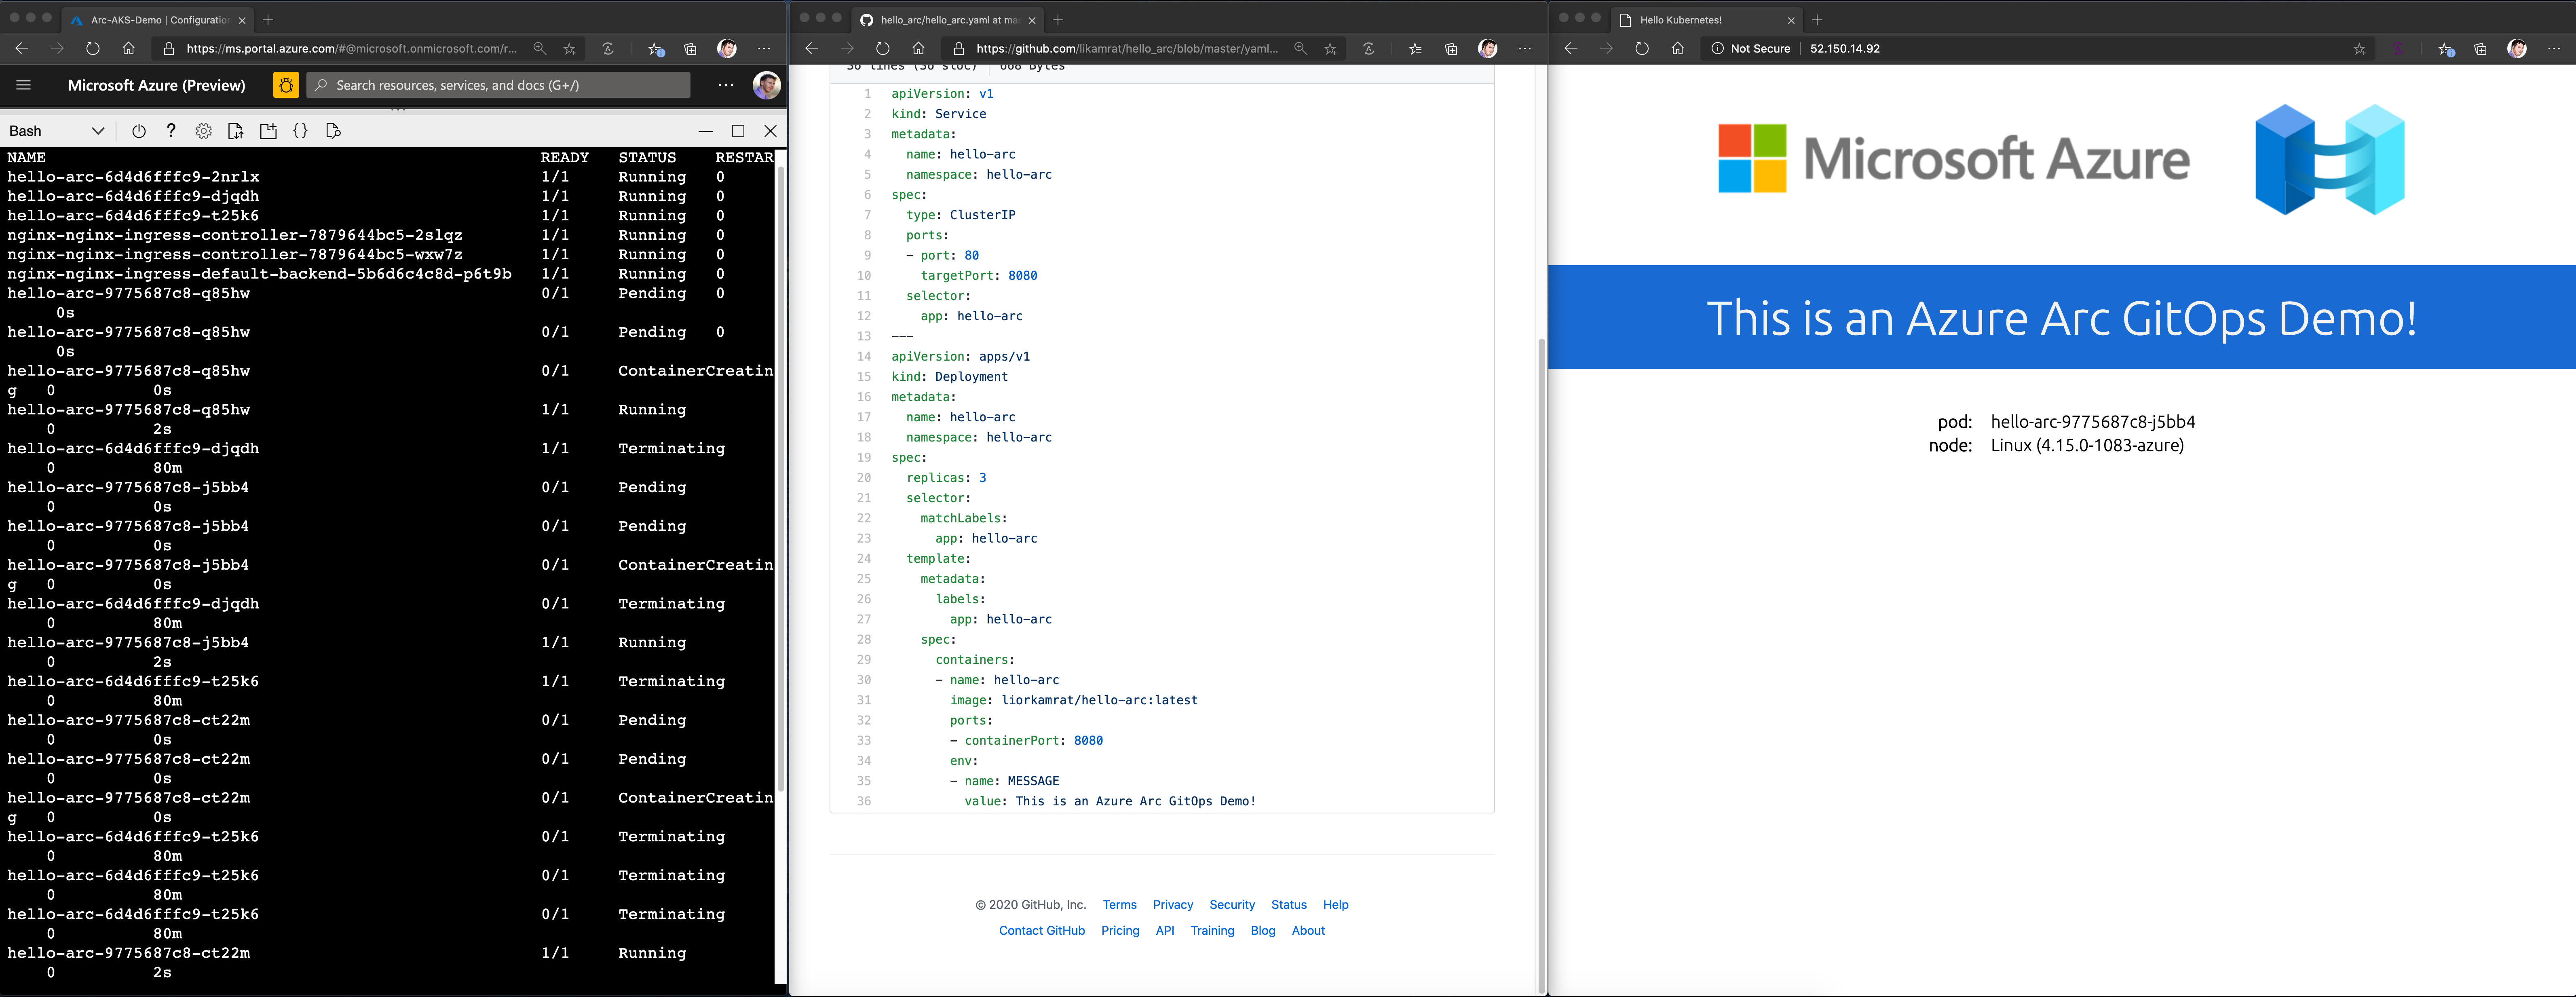 Arc-AKS-Demo | Configuration
https://ms.portal.azure.com/#@microsoft.onmicrosoft.com/r...
Microsoft Azure (Preview)
Search resources, services, and docs (G+/)
Bash
NAME READY STATUS RESTAR
hello-arc-6d4d6fffc9-2nrlx 1/1 Running 0
hello-arc-6d4d6fffc9-djqdh 1/1 Running 0
hello-arc-6d4d6fffc9-t25k6 1/1 Running 0
nginx-nginx-ingress-controller-7879644bc5-2slqz 1/1 Running 0
nginx-nginx-ingress-controller-7879644bc5-wxw7z 1/1 Running 0
nginx-nginx-ingress-default-backend-5b6d6c4c8d-p6t9b 1/1 Running 0
hello-arc-9775687c8-q85hw 0/1 Pending 0
0s
hello-arc-9775687c8-q85hw 0/1 Pending 0
0s
hello-arc-9775687c8-q85hw 0/1 ContainerCreatin
g 0 0s
hello-arc-9775687c8-q85hw 1/1 Running
0 2s
hello-arc-6d4d6fffc9-djqdh 1/1 Terminating
0 80m
hello-arc-9775687c8-j5bb4 0/1 Pending
0 0s
hello-arc-9775687c8-j5bb4 0/1 Pending
0 0s
hello-arc-9775687c8-j5bb4 0/1 ContainerCreatin
g 0 0s
hello-arc-6d4d6fffc9-djqdh 0/1 Terminating
0 80m
hello-arc-9775687c8-j5bb4 1/1 Running
0 2s
hello-arc-6d4d6fffc9-t25k6 1/1 Terminating
0 80m
hello-arc-9775687c8-ct22m 0/1 Pending
0 0s
hello-arc-9775687c8-ct22m 0/1 Pending
0 0s
hello-arc-9775687c8-ct22m 0/1 ContainerCreatin
g 0 0s
hello-arc-6d4d6fffc9-t25k6 0/1 Terminating
0 80m
hello-arc-6d4d6fffc9-t25k6 0/1 Terminating
0 80m
hello-arc-6d4d6fffc9-t25k6 0/1 Terminating
0 80m
hello-arc-9775687c8-ct22m 1/1 Running
0 2s
hello_arc/hello_arc.yaml at mas
https://github.com/likamrat/hello_arc/blob/master/yaml...
36 lines (36 sloc) 668 Bytes
1 apiVersion: v1
2 kind: Service
3 metadata:
4 name: hello-arc
5 namespace: hello-arc
6 spec:
7 type: ClusterIP
8 ports:
9 - port: 80
10 targetPort: 8080
11 selector:
12 app: hello-arc
13 ---
14 apiVersion: apps/v1
15 kind: Deployment
16 metadata:
17 name: hello-arc
18 namespace: hello-arc
19 spec:
20 replicas: 3
21 selector:
22 matchLabels:
23 app: hello-arc
24 template:
25 metadata:
26 labels:
27 app: hello-arc
28 spec:
29 containers:
30 - name: hello-arc
31 image: liorkamrat/hello-arc:latest
32 ports:
33 - containerPort: 8080
34 env:
35 - name: MESSAGE
36 value: This is an Azure Arc GitOps Demo!
© 2020 GitHub, Inc. Terms Privacy Security Status Help
Contact GitHub Pricing API Training Blog About
Hello Kubernetes!
Not Secure 52.150.14.92
Microsoft Azure
This is an Azure Arc GitOps Demo!
pod: hello-arc-9775687c8-j5bb4
node: Linux (4.15.0-1083-azure)